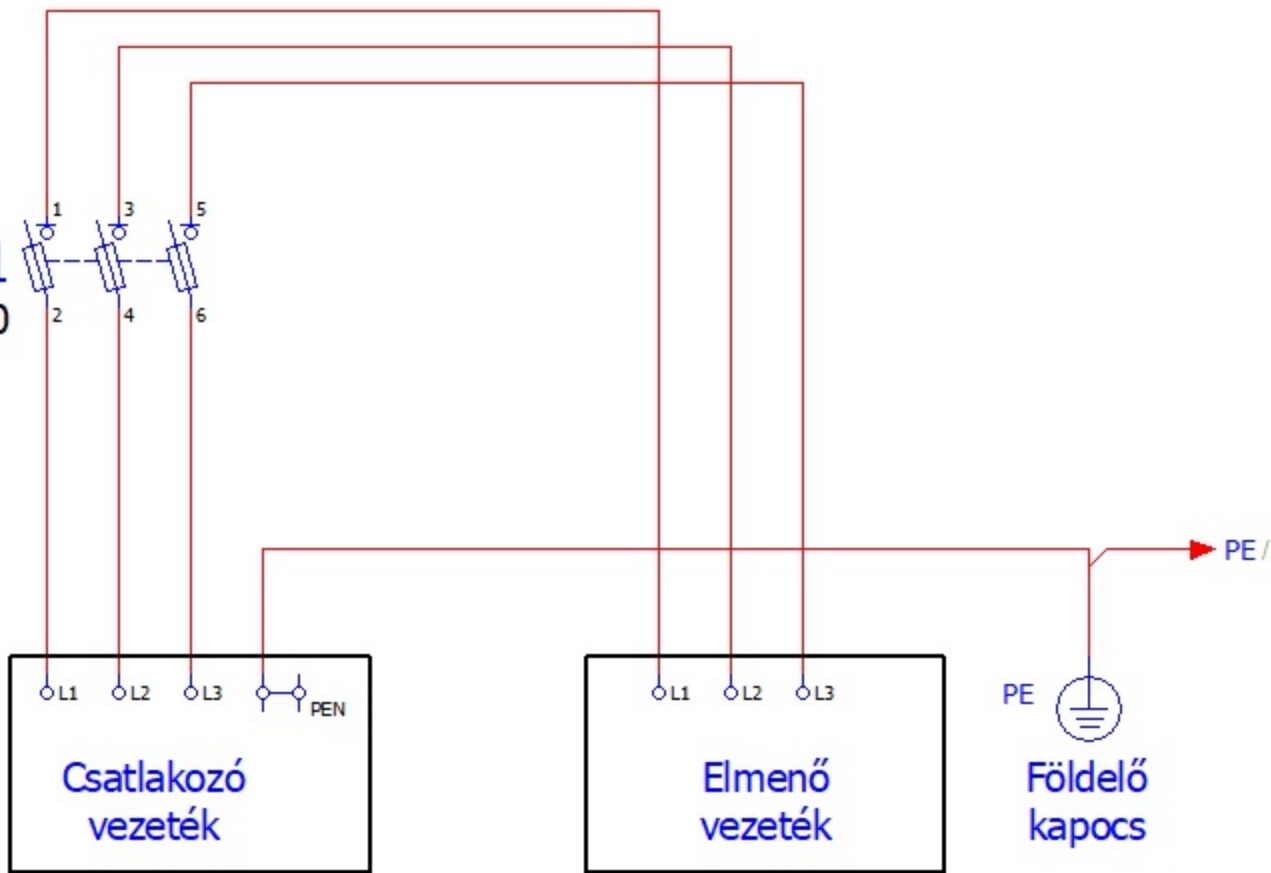 1 3 5
2 4 6
PE /
L1 L2 L3 PEN
L1 L2 L3
PE
Csatlakozó
vezeték
Elmenő
vezeték
Földelő
kapocs